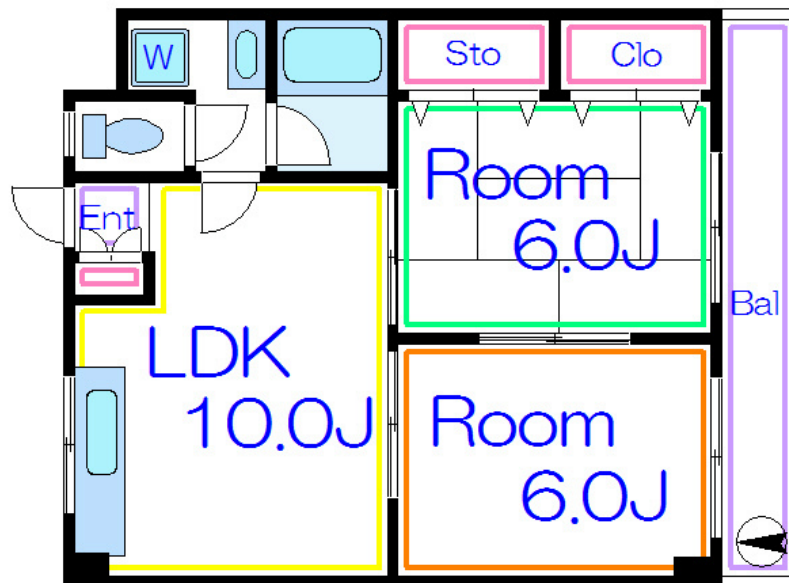 W
Sto
Clo
Room
6.0J
Ent
Bal
LDK
10.0J
Room
6.0J